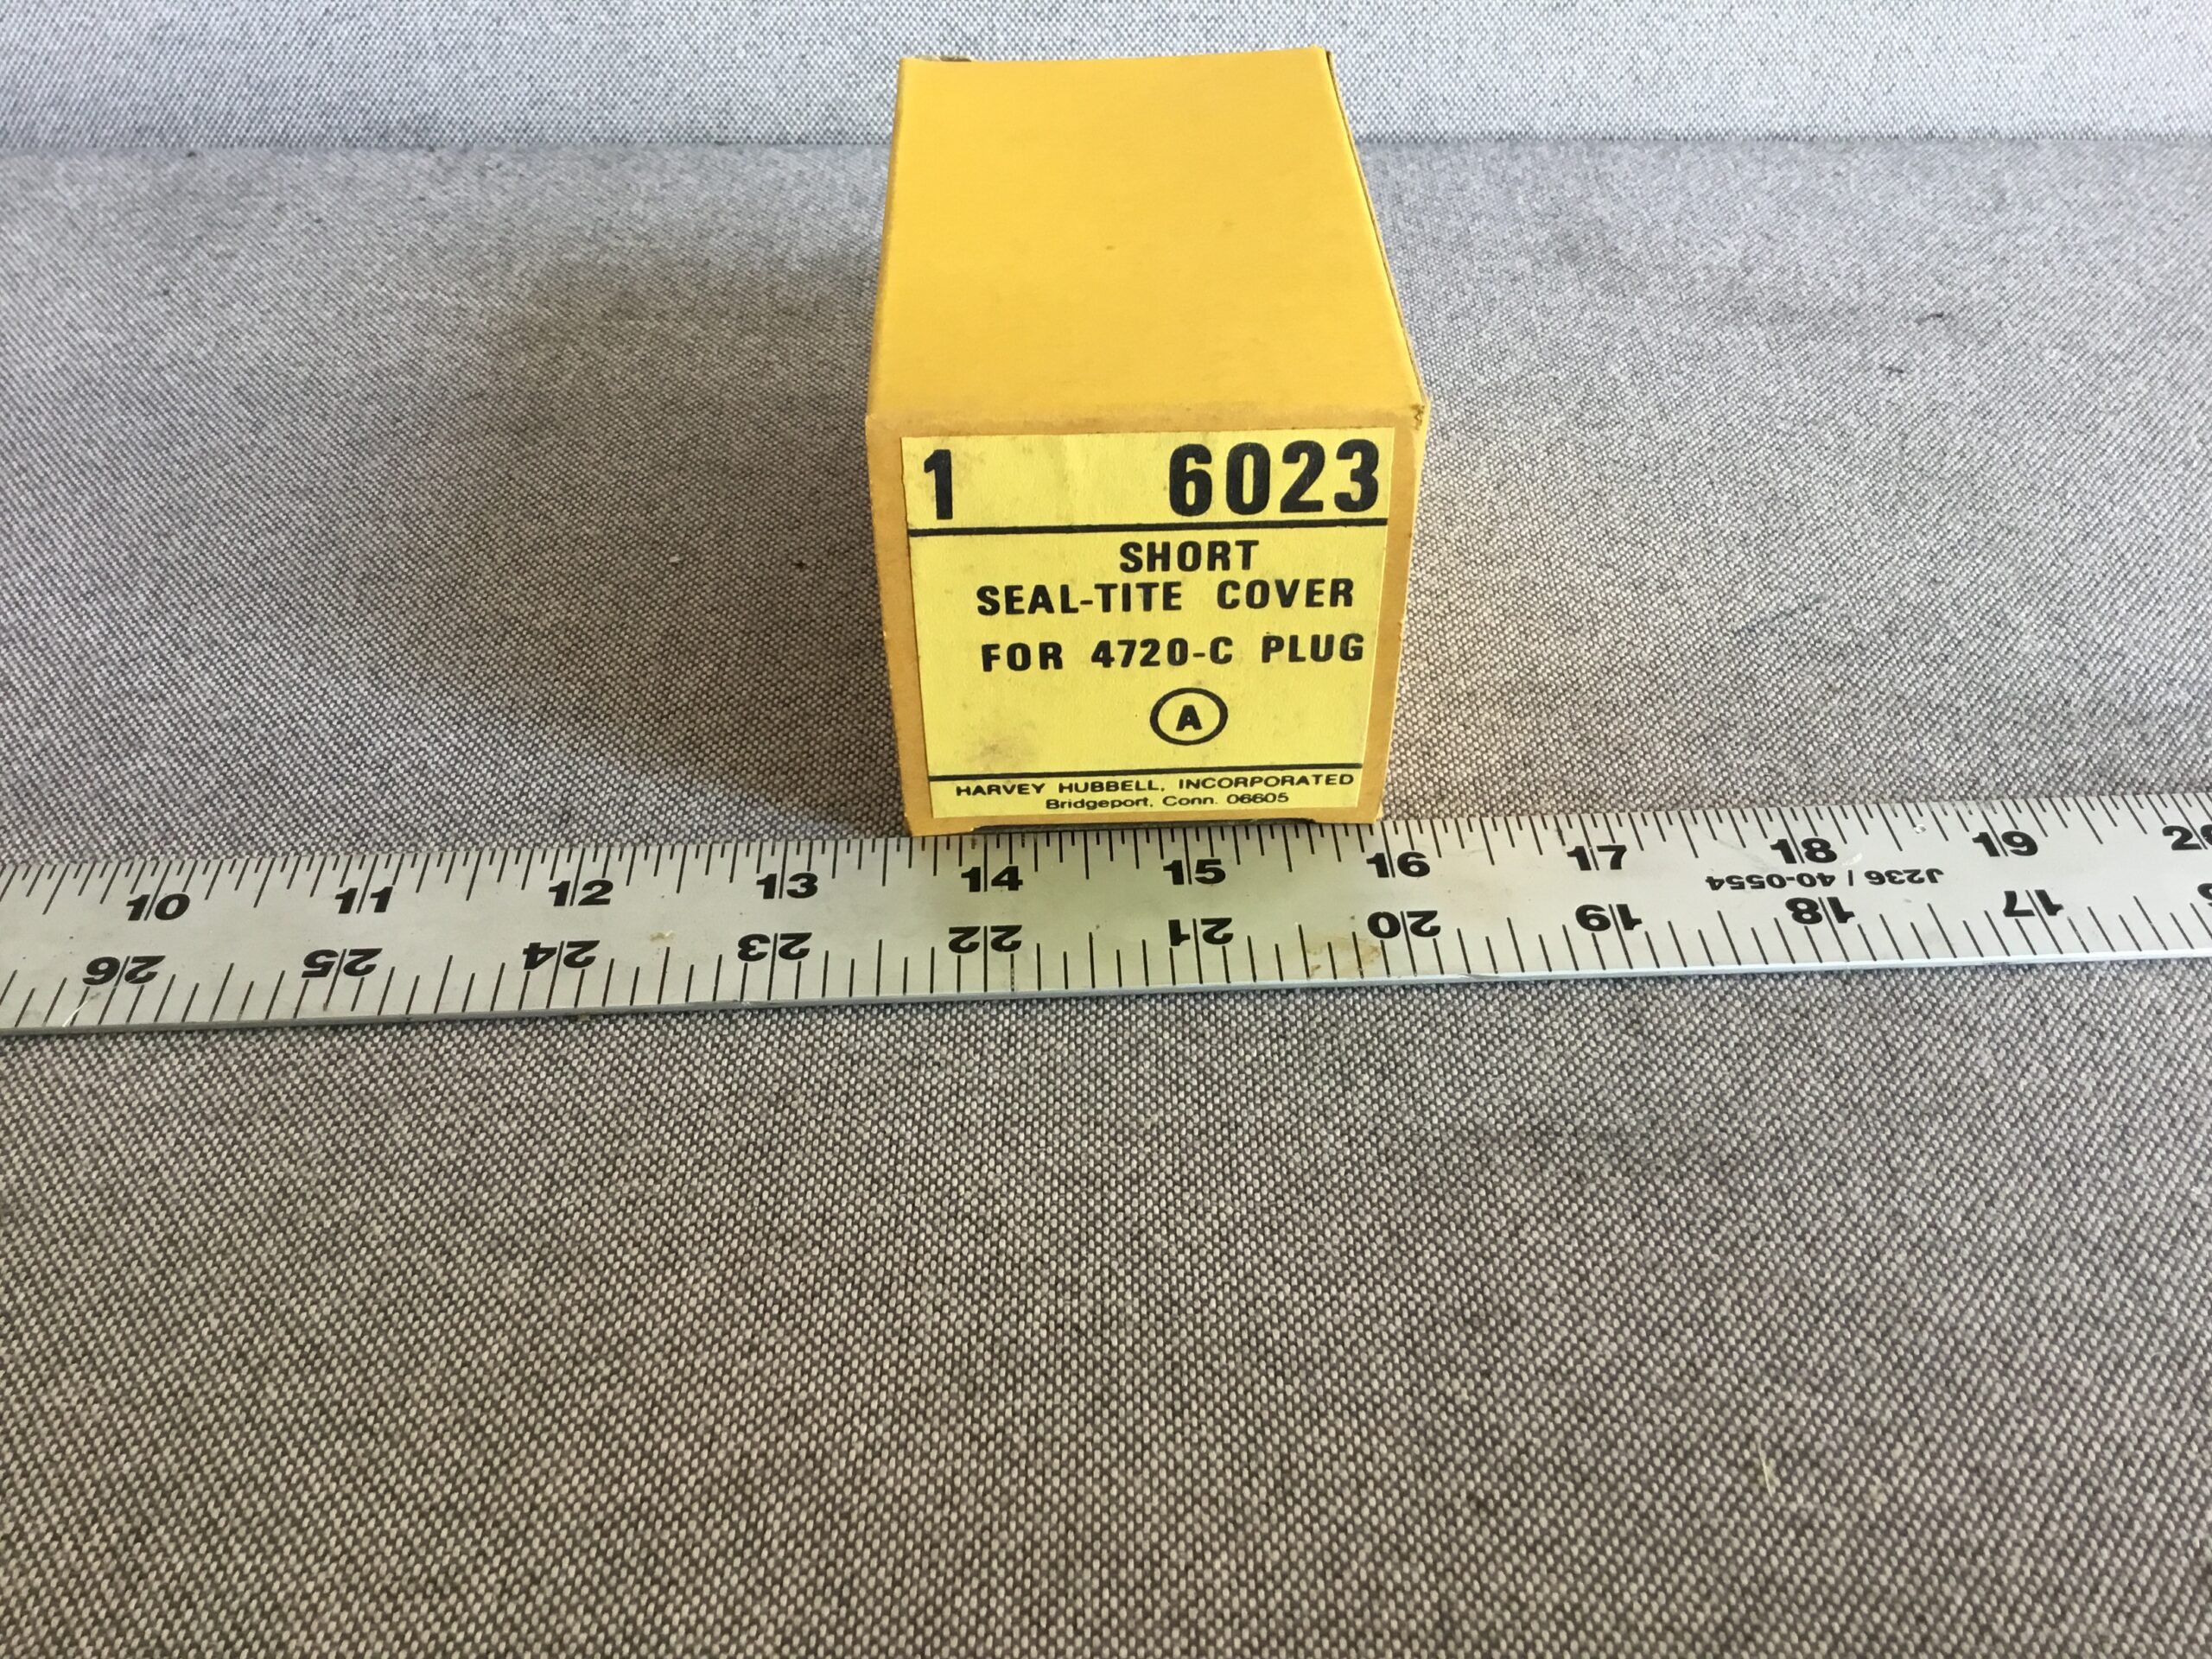 1 6023
SHORT
SEAL-TITE COVER
FOR 4720-C PLUG
A
HARVEY HUBBELL, INCORPORATED
Bridgeport, Conn. 06605
10 11 12 13 14 15 16 17 18 19
J236 / 40-0554
26 25 24 23 22 21 20 19 18 17